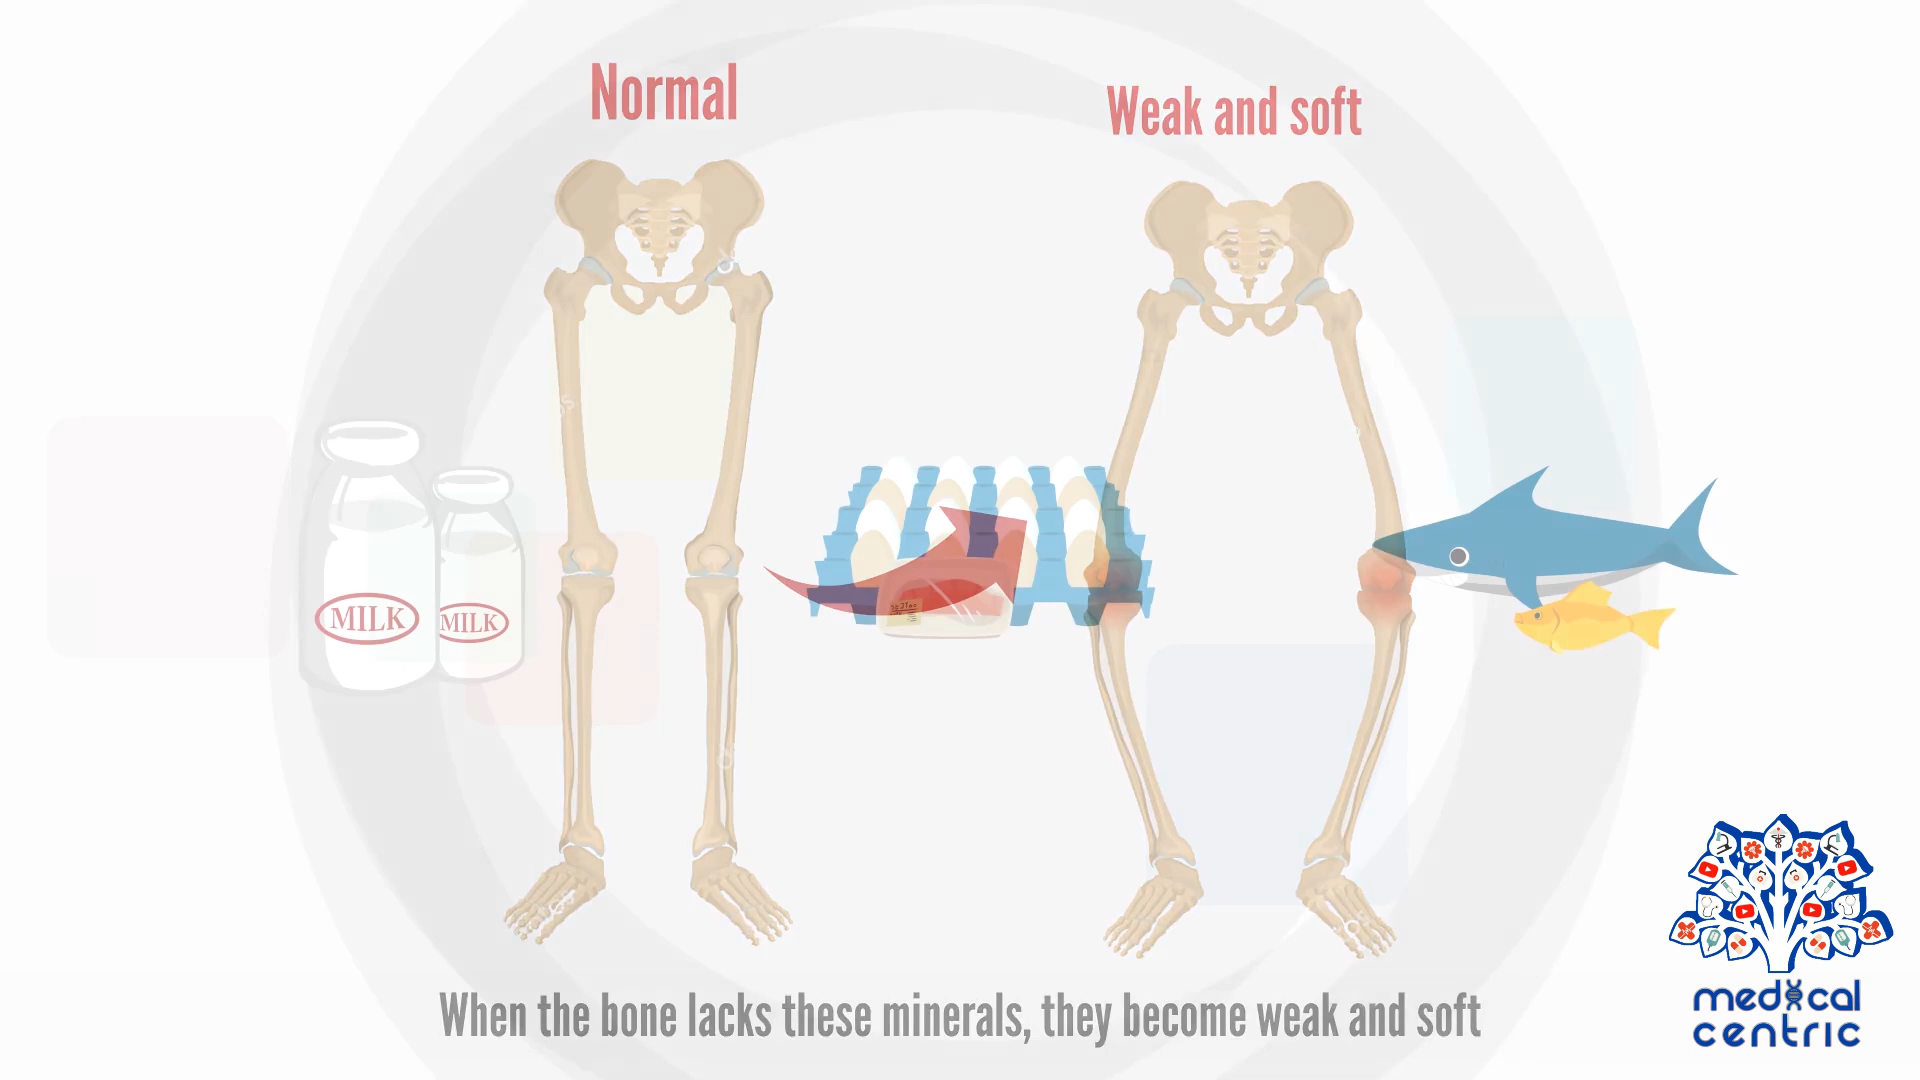 Normal
Weak and soft
MILK
MILK
When the bone lacks these minerals, they become weak and soft
medical
centric